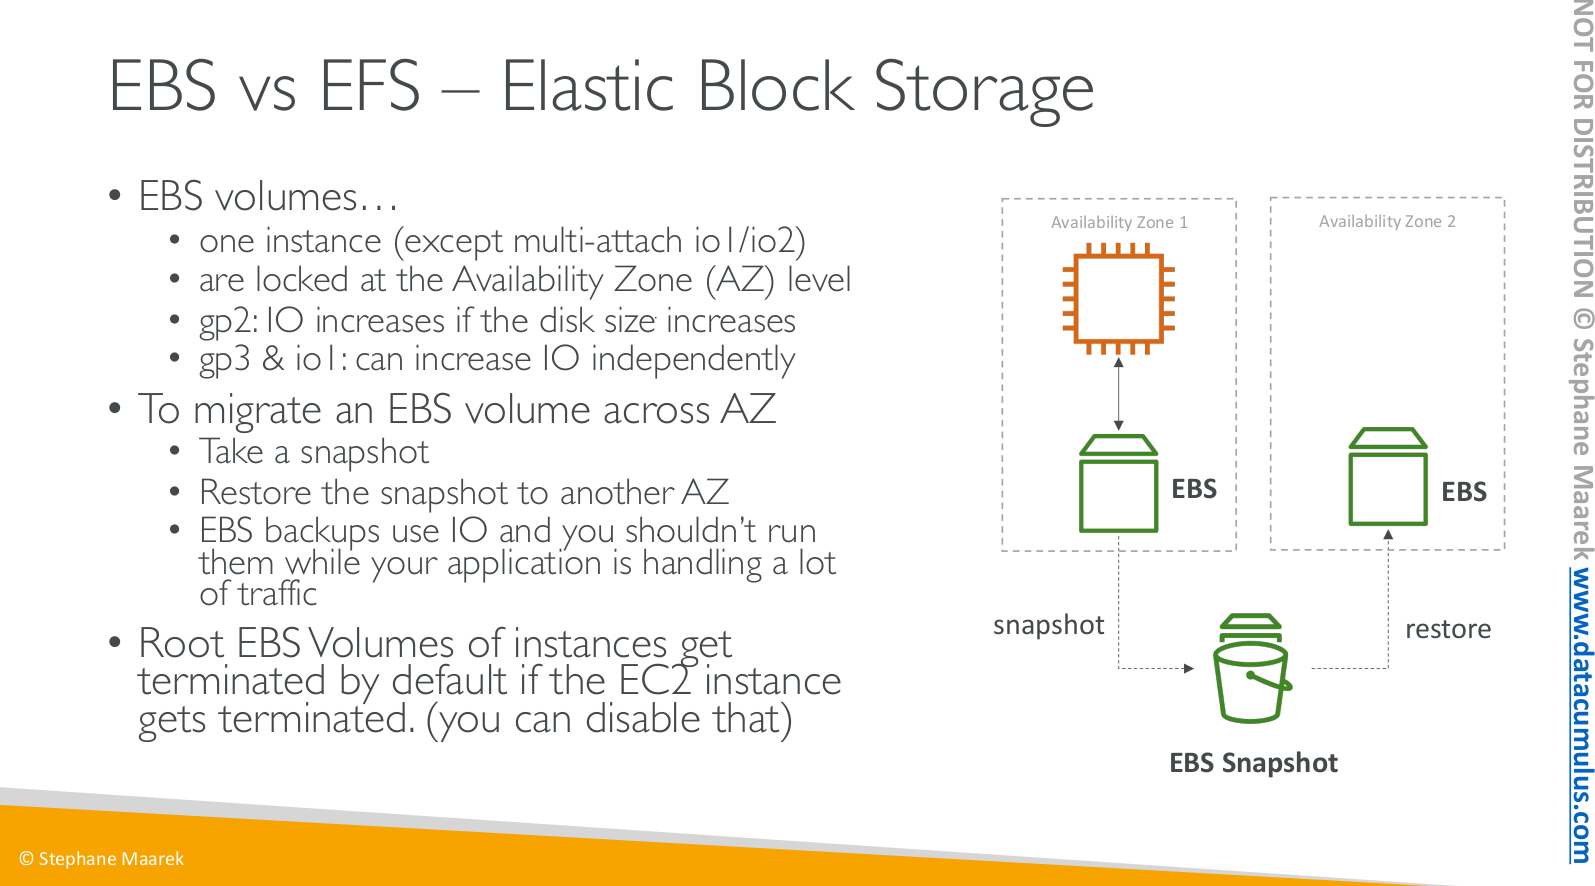 EBS vs EFS – Elastic Block Storage
• EBS volumes…
• one instance (except multi-attach io1/io2)
• are locked at the Availability Zone (AZ) level
• gp2: IO increases if the disk size increases
• gp3 & io1: can increase IO independently
• To migrate an EBS volume across AZ
• Take a snapshot
• Restore the snapshot to another AZ
• EBS backups use IO and you shouldn’t run
them while your application is handling a lot
of traffic
• Root EBS Volumes of instances get
terminated by default if the EC2 instance
gets terminated. (you can disable that)
Availability Zone 1
EBS
Availability Zone 2
EBS
snapshot
restore
EBS Snapshot
© Stephane Maarek
NOT FOR DISTRIBUTION © Stephane Maarek www.datacumulus.com